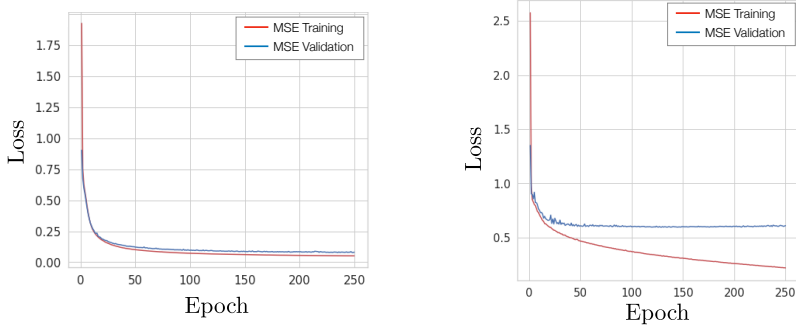 MSE Training
MSE Validation
1.75
1.50
1.25
1.00
0.75
0.50
0.25
0.00
Loss
0 50 100 150 200 250
Epoch
MSE Training
MSE Validation
2.5
2.0
1.5
1.0
0.5
Loss
0 50 100 150 200 250
Epoch